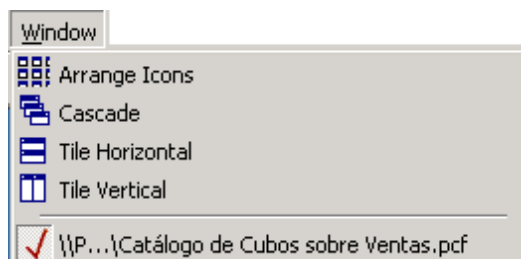 Window
Arrange Icons
Cascade
Tile Horizontal
Tile Vertical
\\P...\Catálogo de Cubos sobre Ventas.pcf